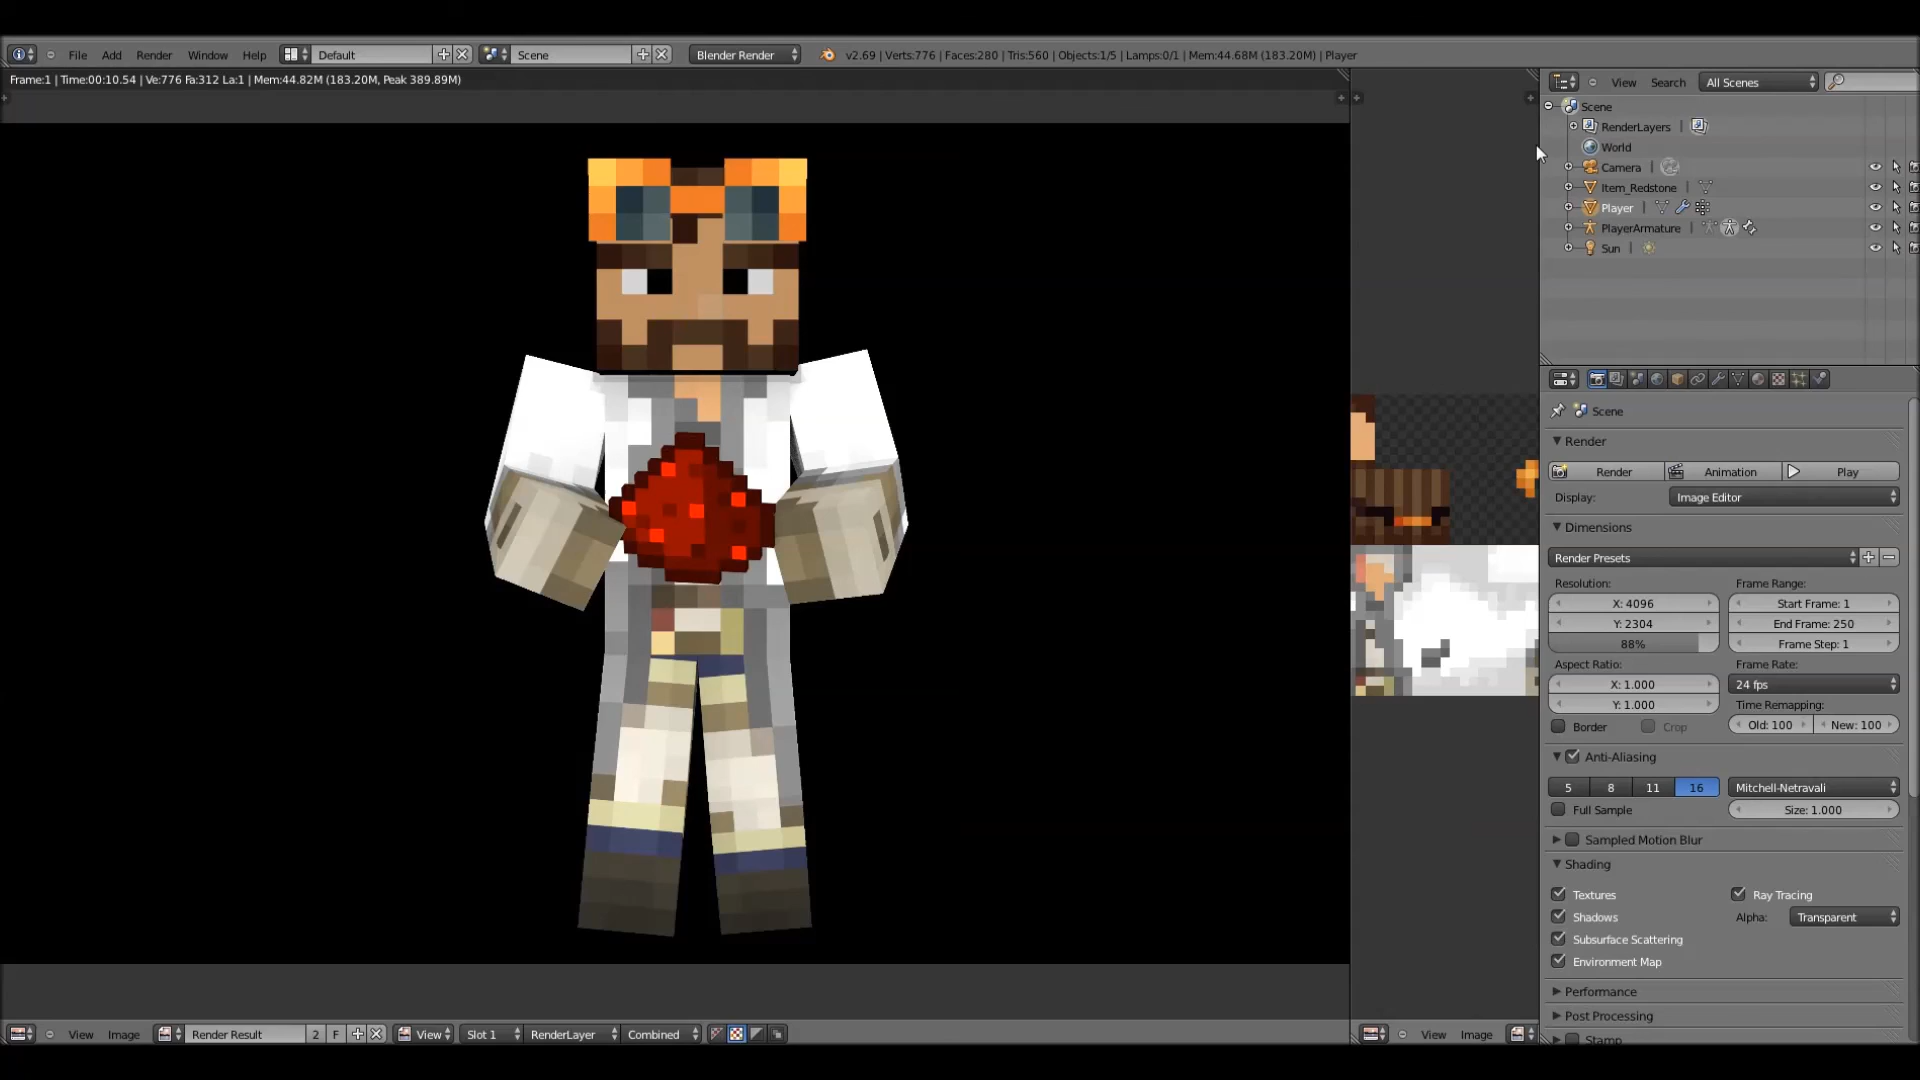 File Add Render Window Help Default Scene Blender Render v2.69 | Verts:776 | Faces:280 | Tris:560 | Objects:1/5 | Lamps:0/1 | Mem:44.68M (183.20M) | Player
Frame:1 | Time:00:10.54 | Ve:776 Fa:312 La:1 | Mem:44.82M (183.20M, Peak 389.89M)
View Search All Scenes
Scene
RenderLayers |
World
Camera |
Item_Redstone |
Player |
PlayerArmature |
Sun |
Scene
Render
Render Animation Play
Display: Image Editor
Dimensions
Render Presets
Resolution: Frame Range:
X: 4096 Start Frame: 1
Y: 2304 End Frame: 250
88% Frame Step: 1
Aspect Ratio: Frame Rate:
X: 1.000 24 fps
Y: 1.000 Time Remapping:
Border Crop Old: 100 New: 100
Anti-Aliasing
5 8 11 16 Mitchell-Netravali
Full Sample Size: 1.000
Sampled Motion Blur
Shading
Textures Ray Tracing
Shadows Alpha: Transparent
Subsurface Scattering
Environment Map
Performance
Post Processing
Stamp
View Image Render Result 2 F View Slot 1 RenderLayer Combined View Image